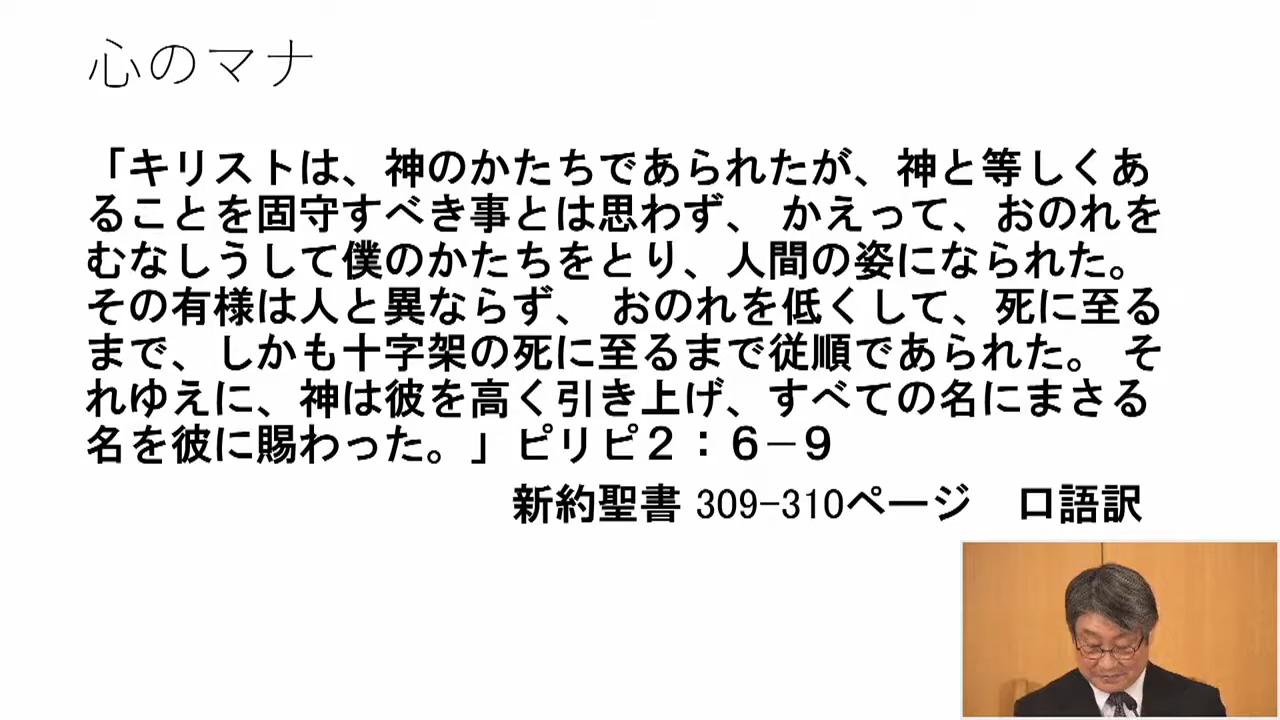 心のマナ
「キリストは、神のかたちであられたが、神と等しくあ
ることを固守すべき事とは思わず、 かえって、おのれを
むなしうして僕のかたちをとり、人間の姿になられた。
その有様は人と異ならず、 おのれを低くして、死に至る
まで、しかも十字架の死に至るまで従順であられた。 そ
れゆえに、神は彼を高く引き上げ、すべての名にまさる
名を彼に賜わった。」ピリピ２：６－９
新約聖書 309-310ページ　口語訳